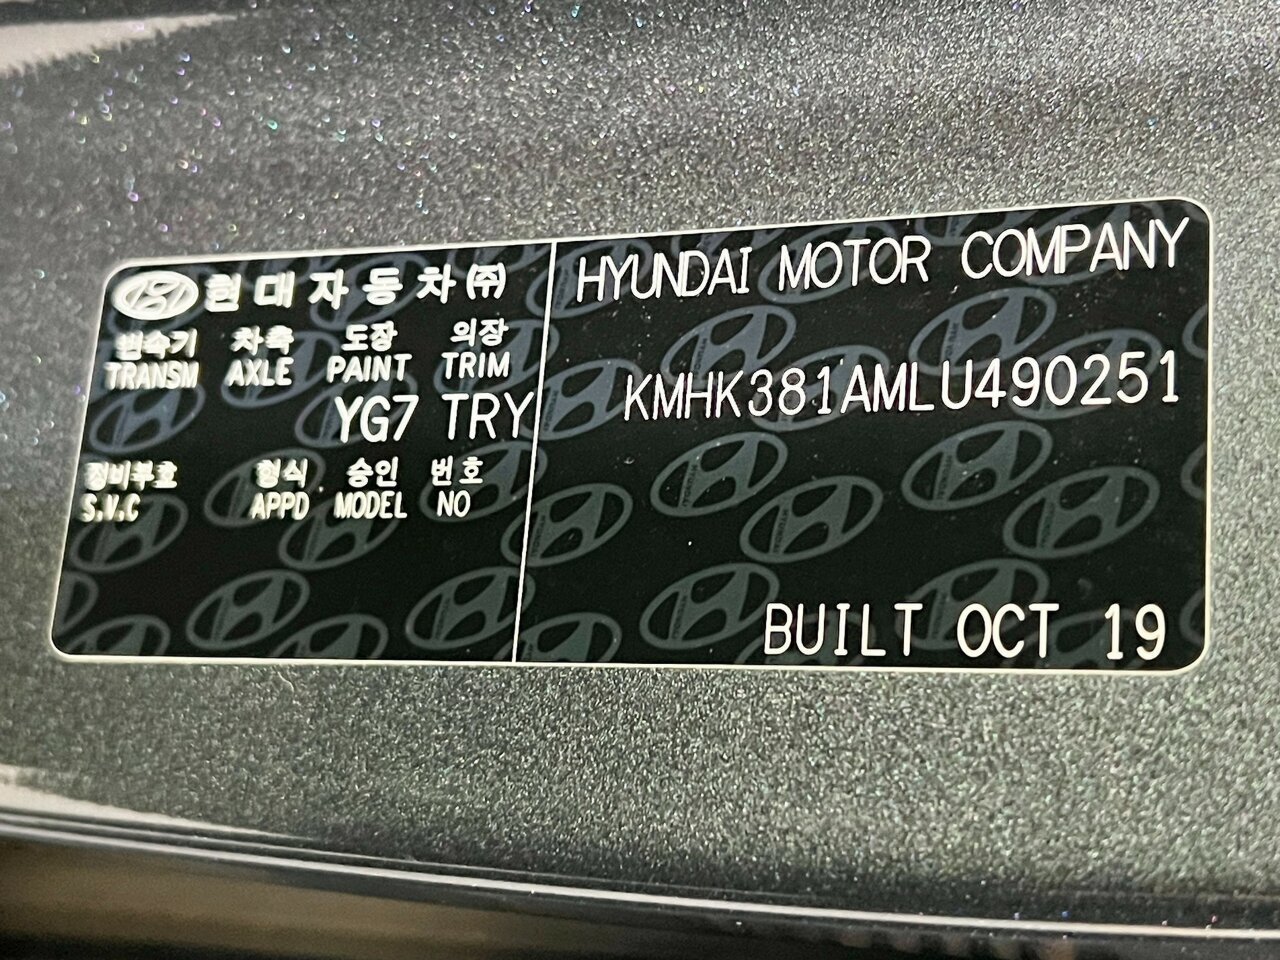 현대자동차㈜
변속기 차축 도장 의장
TRANSM AXLE PAINT TRIM
YG7 TRY
정비부호 형식 승인 번호
S.V.C APPD MODEL NO
HYUNDAI MOTOR COMPANY
KMHK381AMLU490251
BUILT OCT 19